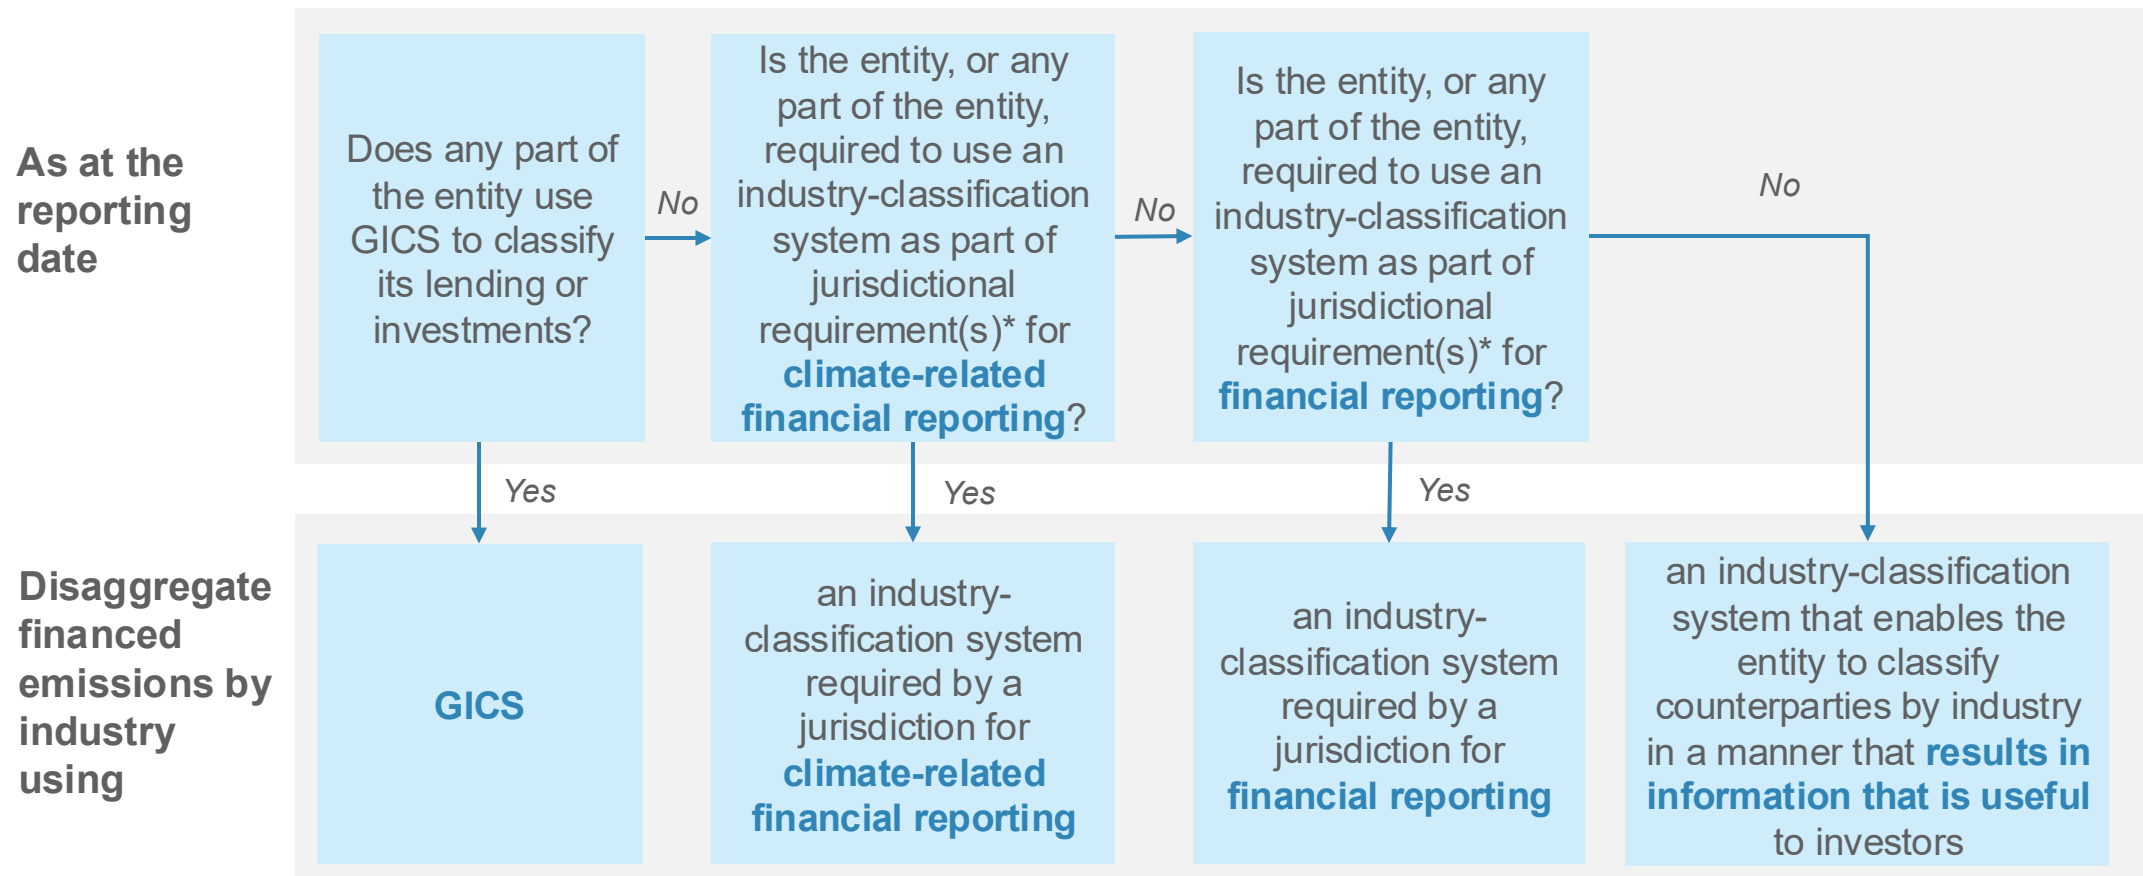 As at the
reporting
date
Does any part of
the entity use
GICS to classify
its lending or
investments?
No
Is the entity, or any
part of the entity,
required to use an
industry-classification
system as part of
jurisdictional
requirement(s)* for
climate-related
financial reporting?
No
Is the entity, or any
part of the entity,
required to use an
industry-classification
system as part of
jurisdictional
requirement(s)* for
financial reporting?
No
Yes
Yes
Yes
Disaggregate
financed
emissions by
industry
using
GICS
an industry-
classification system
required by a
jurisdiction for
climate-related
financial reporting
an industry-
classification system
required by a
jurisdiction for
financial reporting
an industry-classification
system that enables the
entity to classify
counterparties by industry
in a manner that results in
information that is useful
to investors